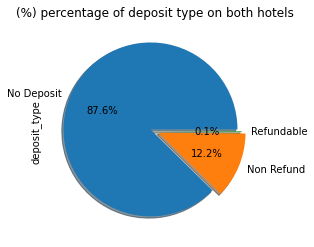 (%) percentage of deposit type on both hotels
No Deposit
87.6%
deposit_type
0.1%
Refundable
12.2%
Non Refund